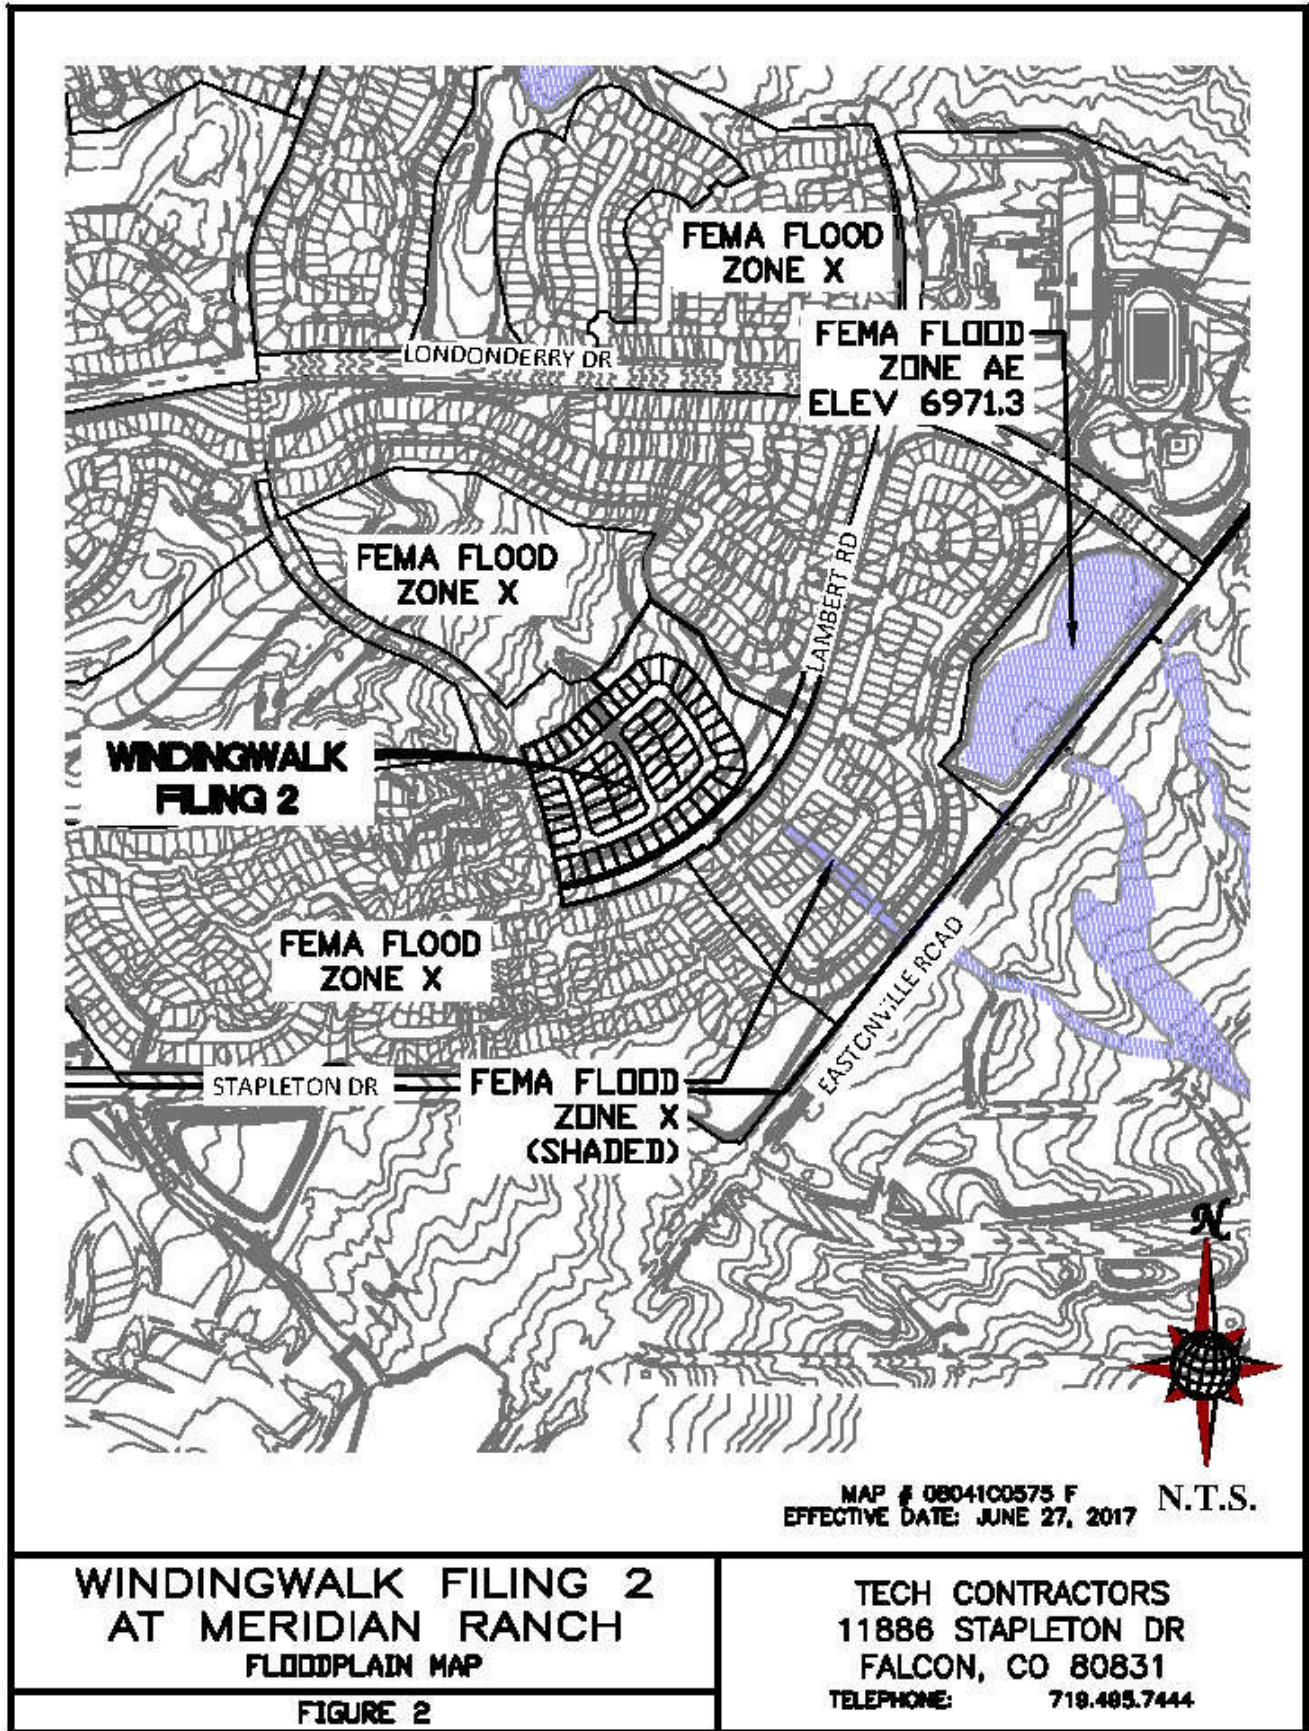 FEMA FLOOD
ZONE X
FEMA FLOOD
ZONE AE
ELEV 6971.3
LONDONDERRY DR
FEMA FLOOD
ZONE X
LAMBERT RD
WINDINGWALK
FILING 2
FEMA FLOOD
ZONE X
EASTONVILLE ROAD
STAPLETON DR
FEMA FLOOD
ZONE X
(SHADED)
N
MAP # 08041C0575 F
EFFECTIVE DATE: JUNE 27, 2017
N.T.S.
WINDINGWALK FILING 2
AT MERIDIAN RANCH
FLOODPLAIN MAP
FIGURE 2
TECH CONTRACTORS
11886 STAPLETON DR
FALCON, CO 80831
TELEPHONE: 719.495.7444